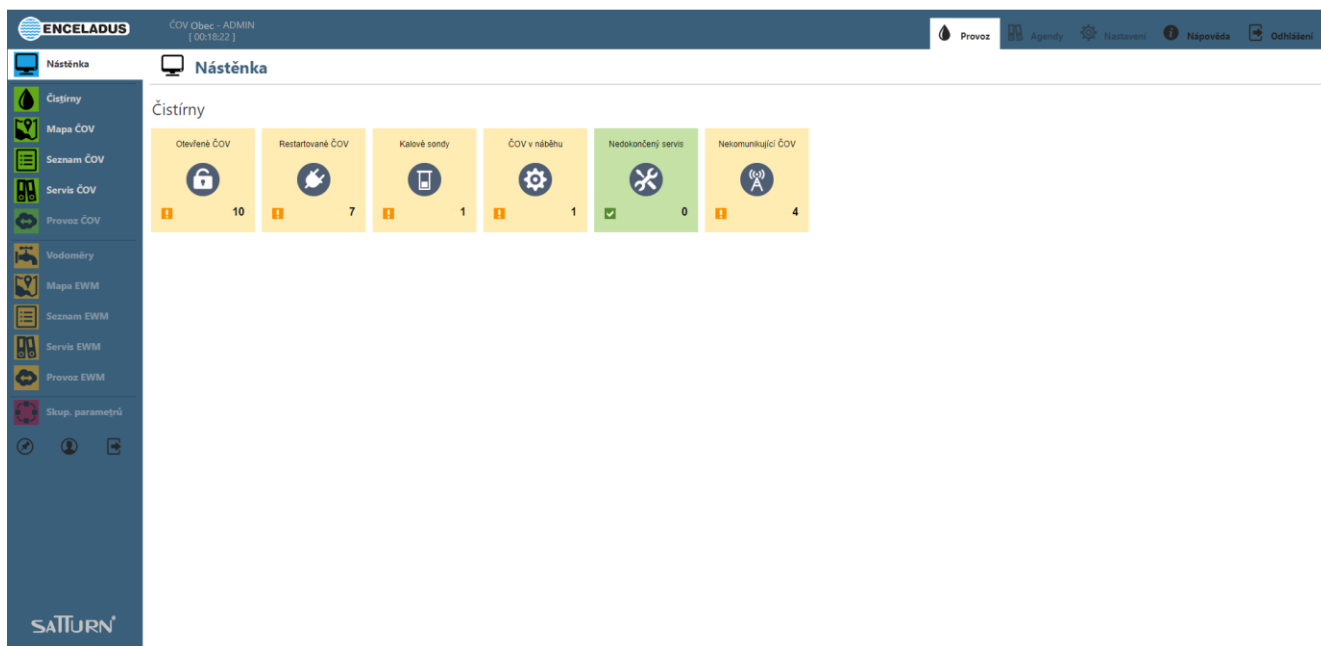 ENCELADUS
ČOV Obec - ADMIN
[ 00:18:22 ]
Provoz
Agendy
Nastavení
Nápověda
Odhlášení
Nástěnka
Čistírny
Mapa ČOV
Seznam ČOV
Servis ČOV
Provoz ČOV
Vodoměry
Mapa EWM
Seznam EWM
Servis EWM
Provoz EWM
Skup. parametrů
SATTURN
Nástěnka
Čistírny
Otevřené ČOV
10
Restartované ČOV
7
Kalové sondy
1
ČOV v náběhu
1
Nedokončený servis
0
Nekomunikující ČOV
4